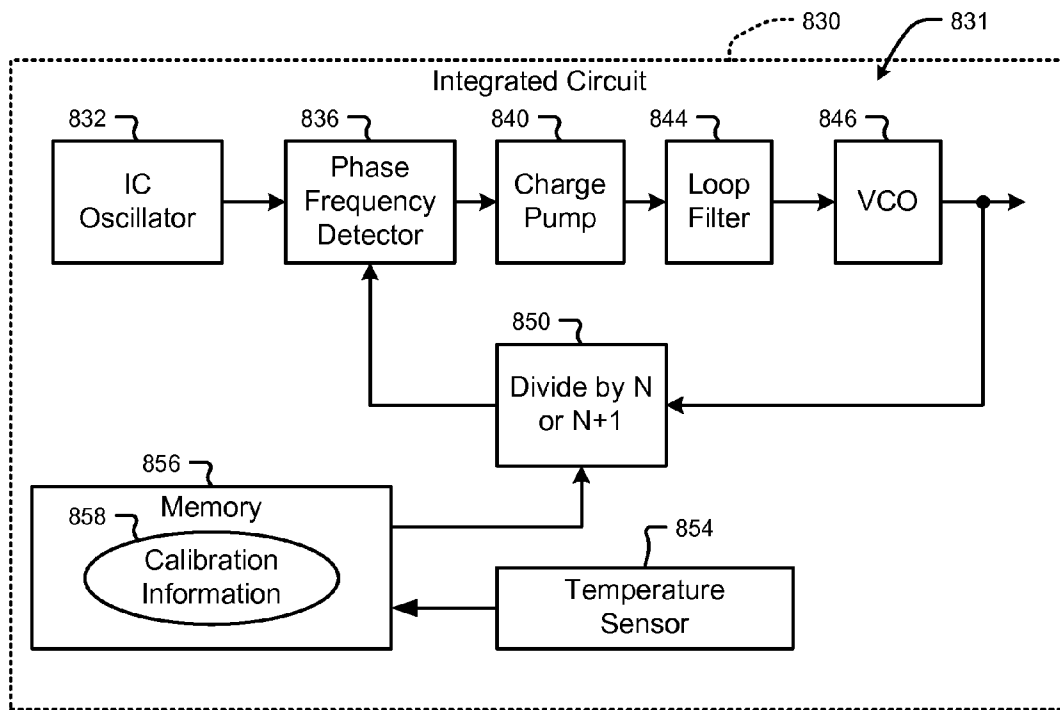 830
831
Integrated Circuit
832
836
840
844
846
IC
Oscillator
Phase
Frequency
Detector
Charge
Pump
Loop
Filter
VCO
850
Divide by N
or N+1
856
Memory
858
Calibration
Information
854
Temperature
Sensor